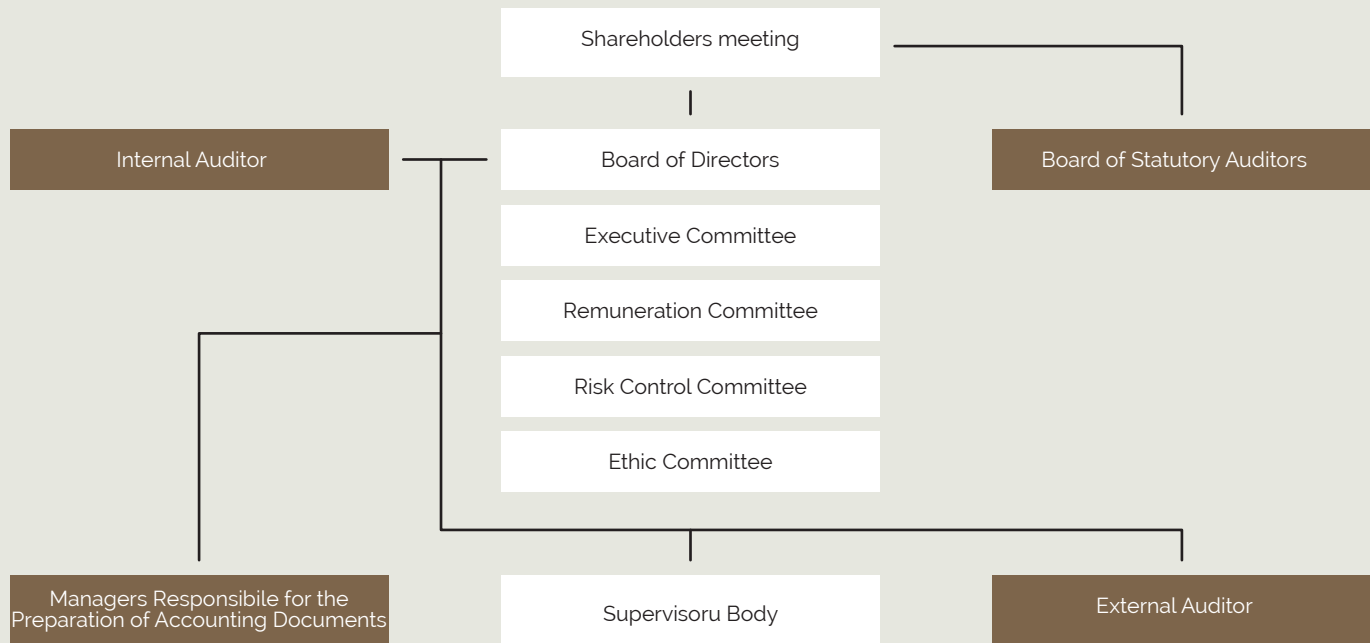 Shareholders meeting
Internal Auditor
Board of Directors
Board of Statutory Auditors
Executive Committee
Remuneration Committee
Risk Control Committee
Ethic Committee
Managers Responsibile for the
Preparation of Accounting Documents
Supervisoru Body
External Auditor